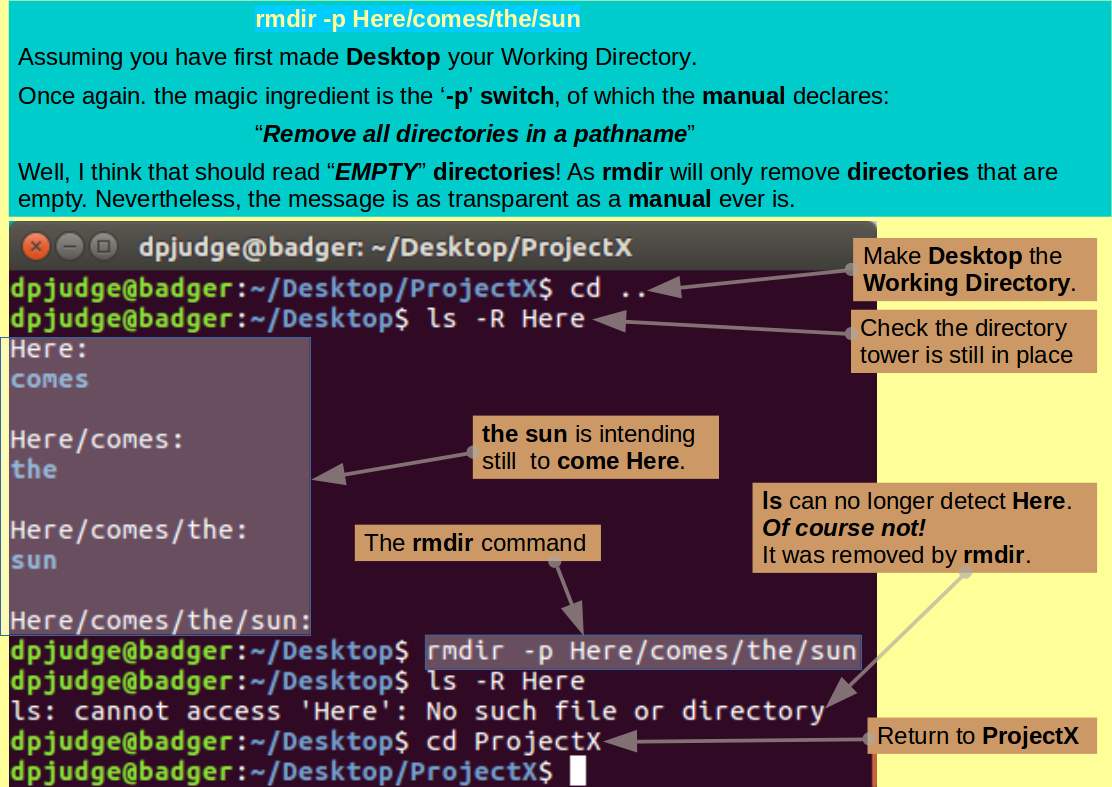 rmdir -p Here/comes/the/sun
Assuming you have first made Desktop your Working Directory.
Once again. the magic ingredient is the ‘-p’ switch, of which the manual declares:
“Remove all directories in a pathname”
Well, I think that should read “EMPTY” directories! As rmdir will only remove directories that are
empty. Nevertheless, the message is as transparent as a manual ever is.
dpjudge@badger: ~/Desktop/ProjectX
dpjudge@badger:~/Desktop/ProjectX$ cd ..
Make Desktop the
Working Directory.
dpjudge@badger:~/Desktop$ ls -R Here
Check the directory
tower is still in place
Here:
comes
Here/comes:
the
the sun is intending
still to come Here.
Here/comes/the:
sun
ls can no longer detect Here.
Of course not!
It was removed by rmdir.
The rmdir command
Here/comes/the/sun:
dpjudge@badger:~/Desktop$ rmdir -p Here/comes/the/sun
dpjudge@badger:~/Desktop$ ls -R Here
ls: cannot access 'Here': No such file or directory
dpjudge@badger:~/Desktop$ cd ProjectX
Return to ProjectX
dpjudge@badger:~/Desktop/ProjectX$